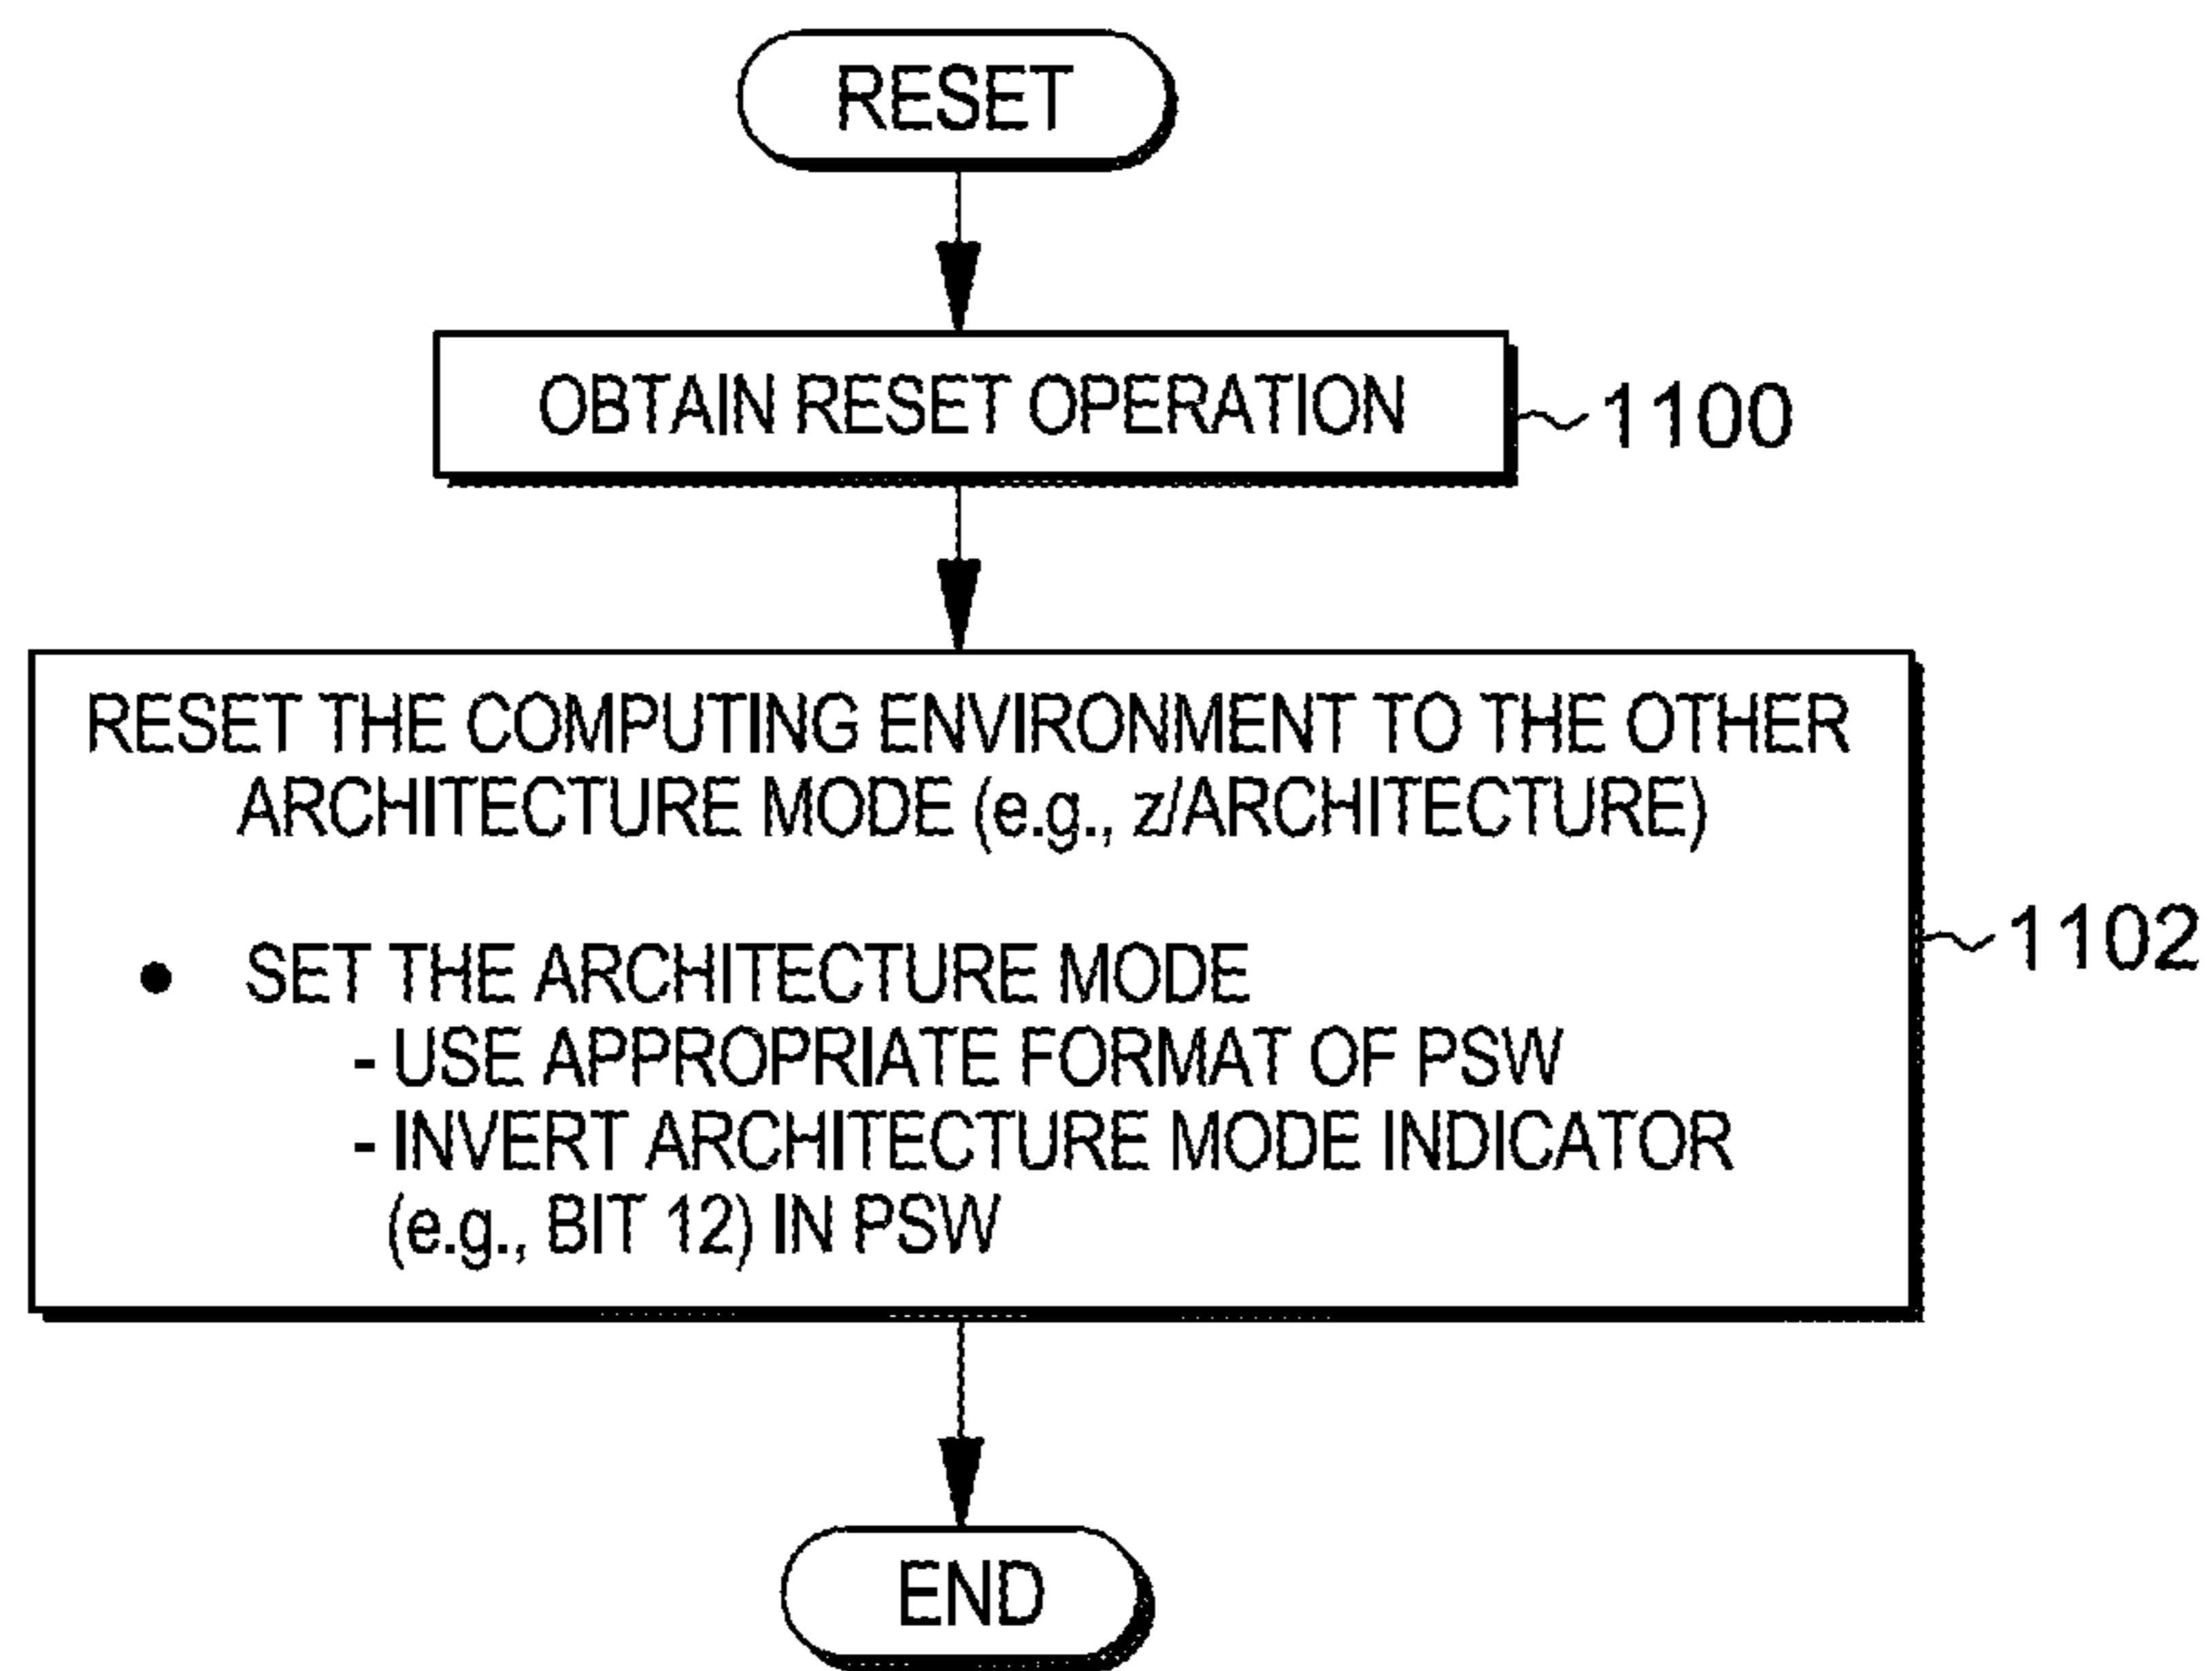 RESET
OBTAIN RESET OPERATION
1100
RESET THE COMPUTING ENVIRONMENT TO THE OTHER
ARCHITECTURE MODE (e.g., z/ARCHITECTURE)
● SET THE ARCHITECTURE MODE
- USE APPROPRIATE FORMAT OF PSW
- INVERT ARCHITECTURE MODE INDICATOR
(e.g., BIT 12) IN PSW
1102
END